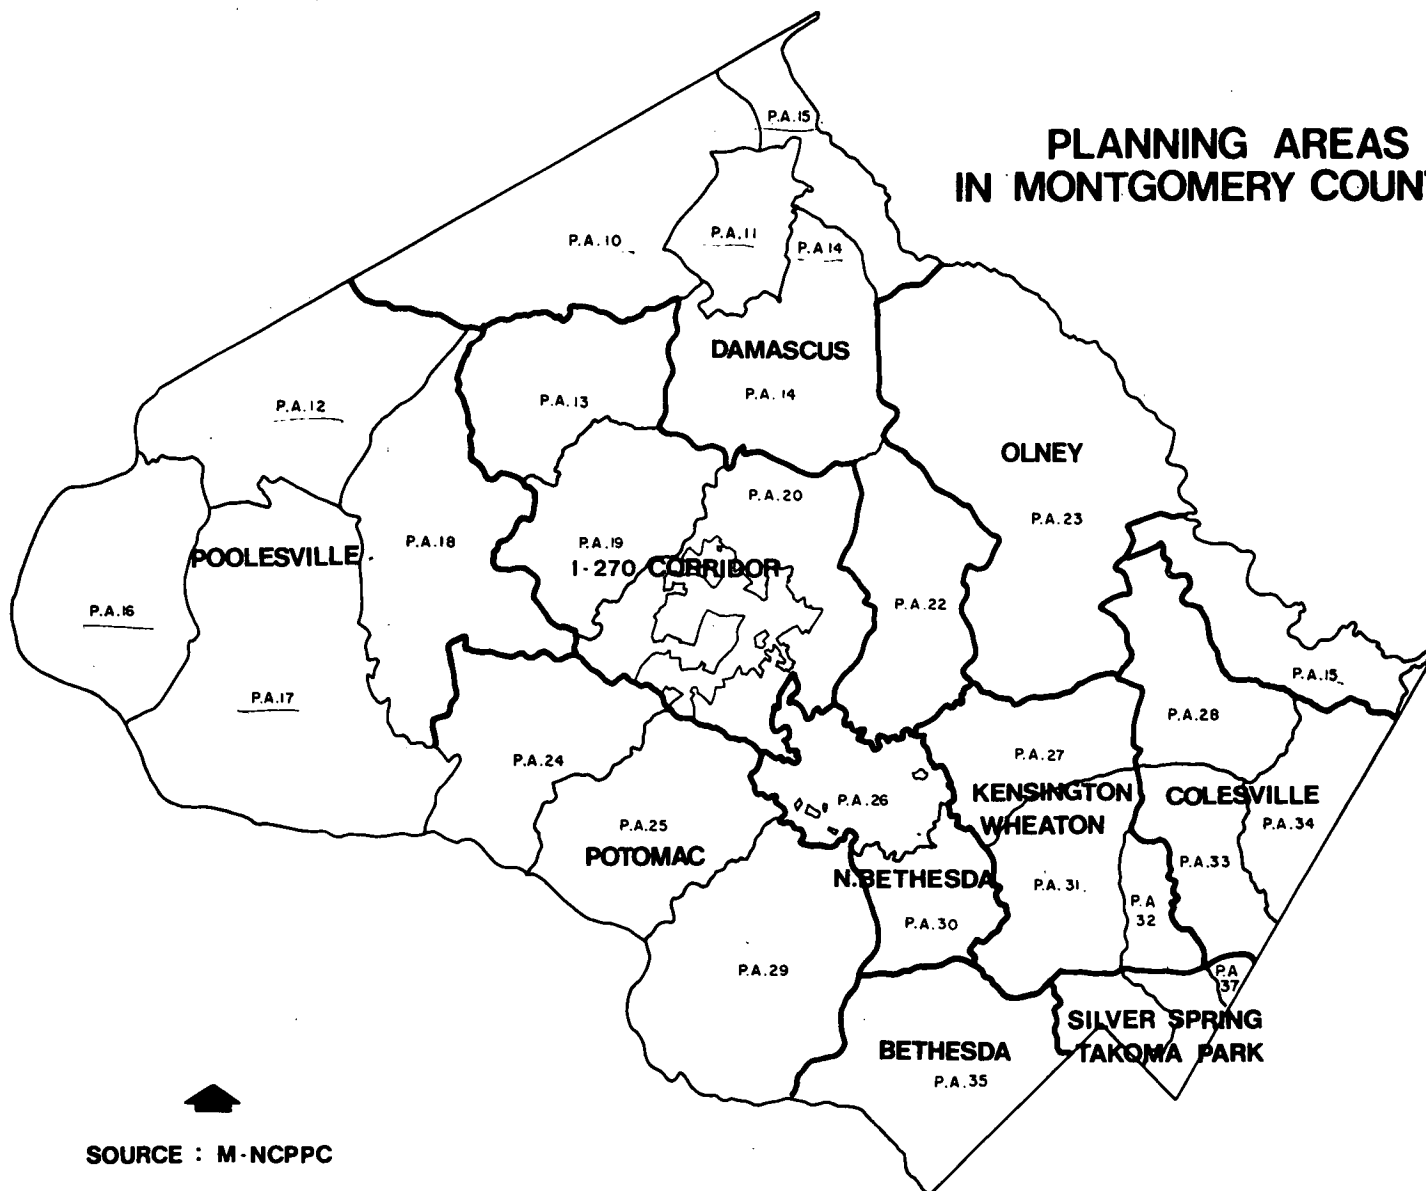 PLANNING AREAS
IN MONTGOMERY COUN
P.A.15
P.A.10
P.A.11
P.A.14
DAMASCUS
P.A. 14
P.A.12
P.A.13
OLNEY
P.A.23
P.A.20
POOLESVILLE
P.A.18
P.A.19
I-270 CORRIDOR
P.A.16
P.A.22
P.A.17
P.A.15
P.A.28
P.A.24
P.A.27
P.A.26
KENSINGTON
WHEATON
COLESVILLE
P.A.34
P.A.25
POTOMAC
P.A.33
N.BETHESDA
P.A.31.
P.A
32
P.A.30
P.A.29
P.A
37
SILVER SPRING
TAKOMA PARK
BETHESDA
P.A.35
SOURCE : M-NCPPC